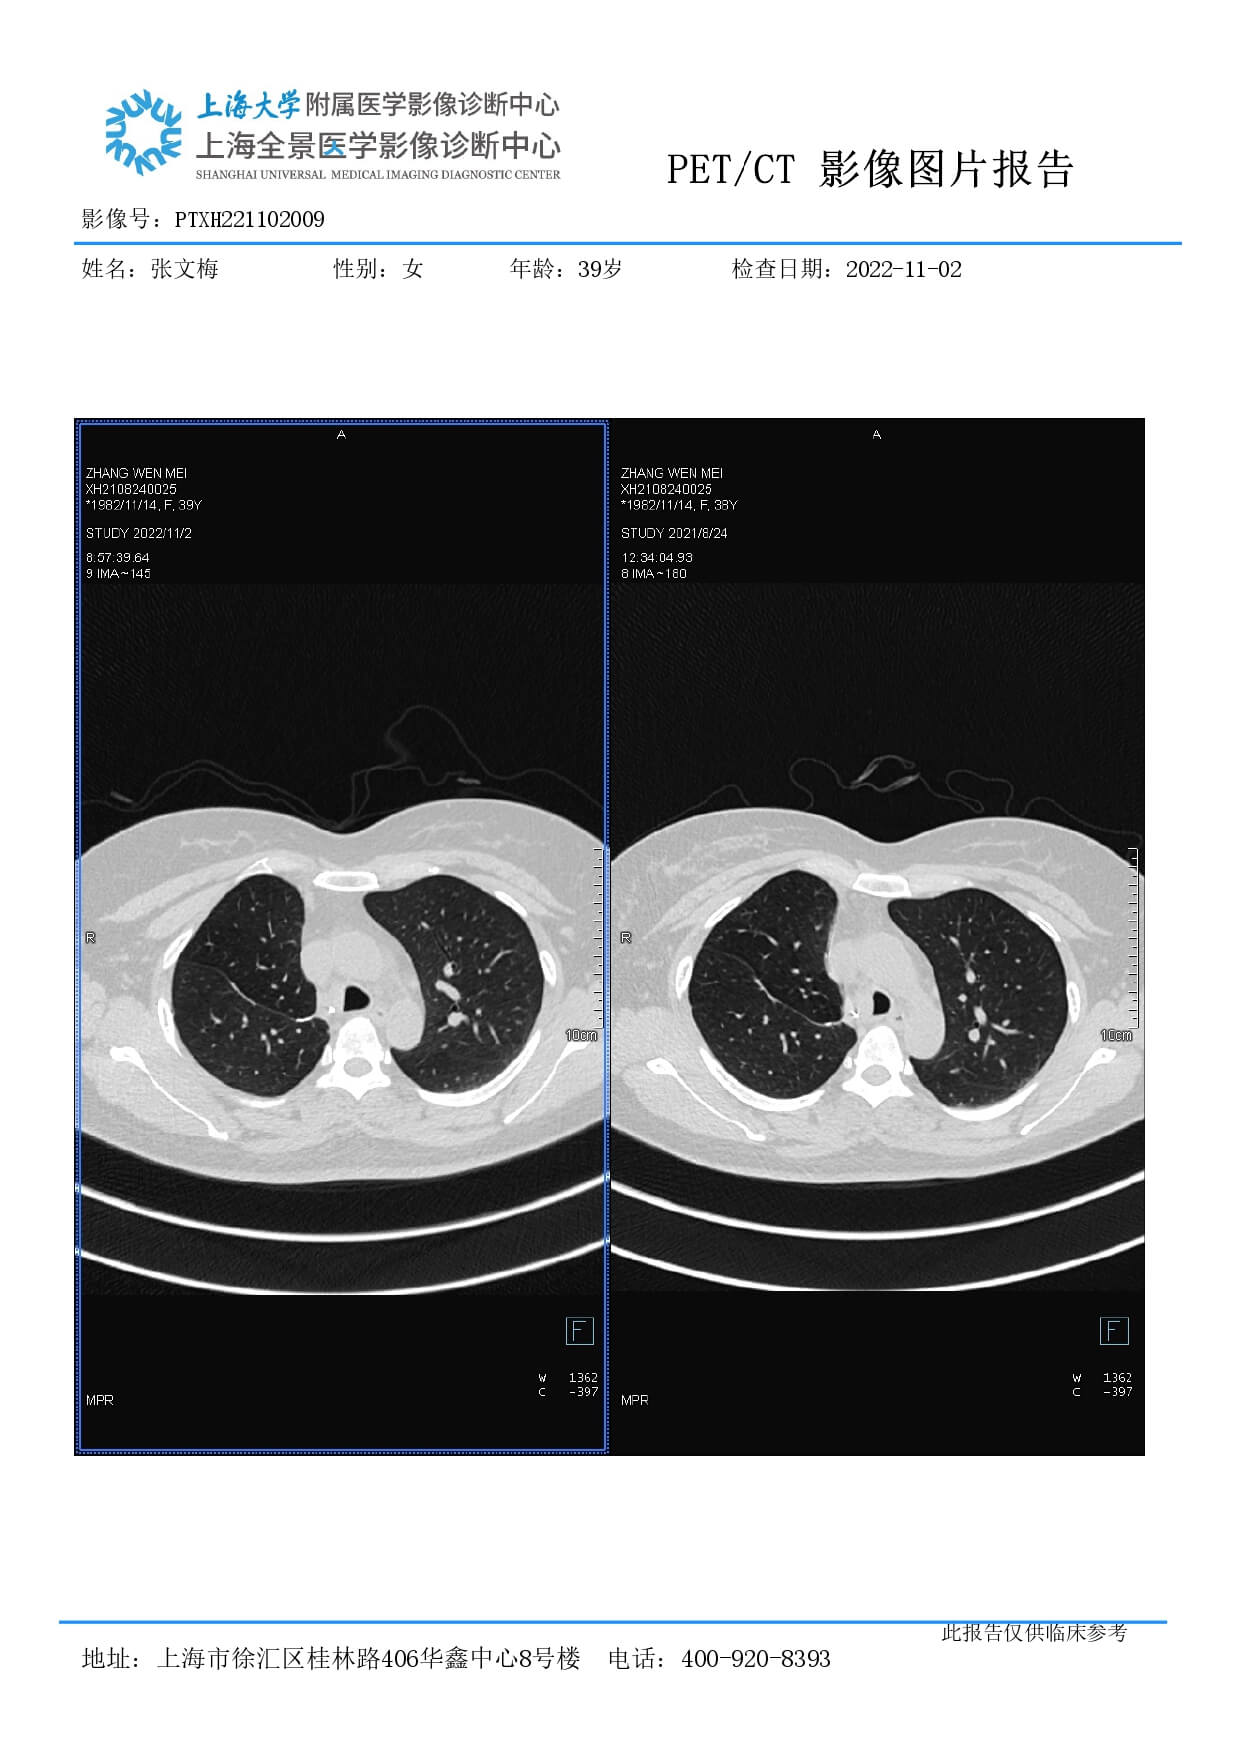 上海大学附属医学影像诊断中心
上海全景医学影像诊断中心
SHANGHAI UNIVERSAL MEDICAL IMAGING DIAGNOSTIC CENTER
PET/CT 影像图片报告
影像号：PTXH221102009
姓名：张文梅 性别：女 年龄：39岁 检查日期：2022-11-02
A
ZHANG WEN MEI
XH2108240025
*1982/11/14, F, 39Y
STUDY 2022/11/2
8:57:39.64
9 IMA~145
R
10cm
F
W 1362
C -397
MPR
A
ZHANG WEN MEI
XH2108240025
*1982/11/14, F, 38Y
STUDY 2021/8/24
12:34:04.93
8 IMA~160
R
10cm
F
W 1362
C -397
MPR
此报告仅供临床参考
地址：上海市徐汇区桂林路406华鑫中心8号楼 电话：400-920-8393